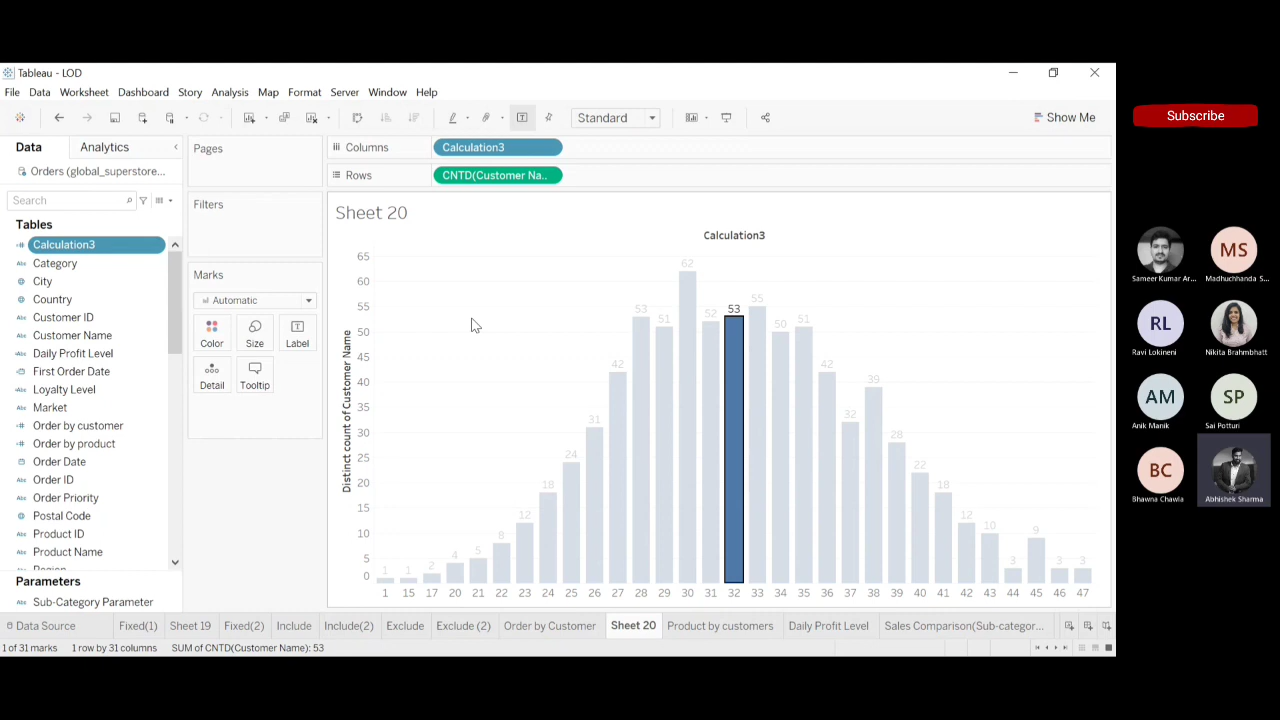 Tableau - LOD
File Data Worksheet Dashboard Story Analysis Map Format Server Window Help
Standard
Show Me
Subscribe
Data Analytics
Orders (global_superstore...
Search
Tables
Calculation3
Category
City
Country
Customer ID
Customer Name
Daily Profit Level
First Order Date
Loyalty Level
Market
Order by customer
Order by product
Order Date
Order ID
Order Priority
Postal Code
Product ID
Product Name
Region
Parameters
Sub-Category Parameter
Pages
Filters
Marks
Automatic
Color Size Label
Detail Tooltip
Columns Calculation3
Rows CNTD(Customer Na..
Sheet 20
Calculation3
Distinct count of Customer Name
65
60
55
50
45
40
35
30
25
20
15
10
5
0
1 1 2 4 5 8 12 18 24 31 42 53 51 62 52 53 55 50 51 42 32 39 28 22 18 12 10 3 9 3 3
1 15 17 20 21 22 23 24 25 26 27 28 29 30 31 32 33 34 35 36 37 38 39 40 41 42 43 44 45 46 47
Data Source Fixed(1) Sheet 19 Fixed(2) Include Include(2) Exclude Exclude (2) Order by Customer Sheet 20 Product by customers Daily Profit Level Sales Comparison(Sub-categor...
1 of 31 marks 1 row by 31 columns SUM of CNTD(Customer Name): 53
Sameer Kumar Ar...
MS
Madhuchhanda S...
RL
Ravi Lokineni
Nikita Brahmbhatt
AM
Anik Manik
SP
Sai Potturi
BC
Bhawna Chawla
Abhishek Sharma